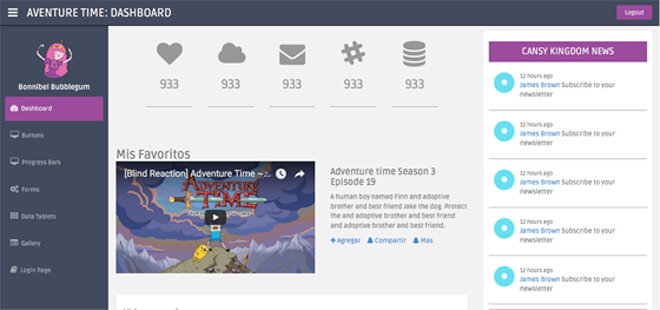 AVENTURE TIME: DASHBOARD
Logout
Bonnibel Bubblegum
Dashboard
Buttons
Progress Bars
Forms
Data Tablets
Gallery
Login Page
933
933
933
933
933
Mis Favoritos
[Blind Reaction] Adventure Time ~...
ADVENTURE
TIME
Adventure time Season 3
Episode 19
A human boy named Finn and adoptive
brother and best friend Jake the dog. Protect
the and adoptive brother and best friend
and adoptive brother and best friend.
Agregar
Compartir
Mas
CANSY KINGDOM NEWS
12 hours ago
James Brown Subscribe to your
newsletter
12 hours ago
James Brown Subscribe to your
newsletter
12 hours ago
James Brown Subscribe to your
newsletter
12 hours ago
James Brown Subscribe to your
newsletter
12 hours ago
James Brown Subscribe to your
newsletter